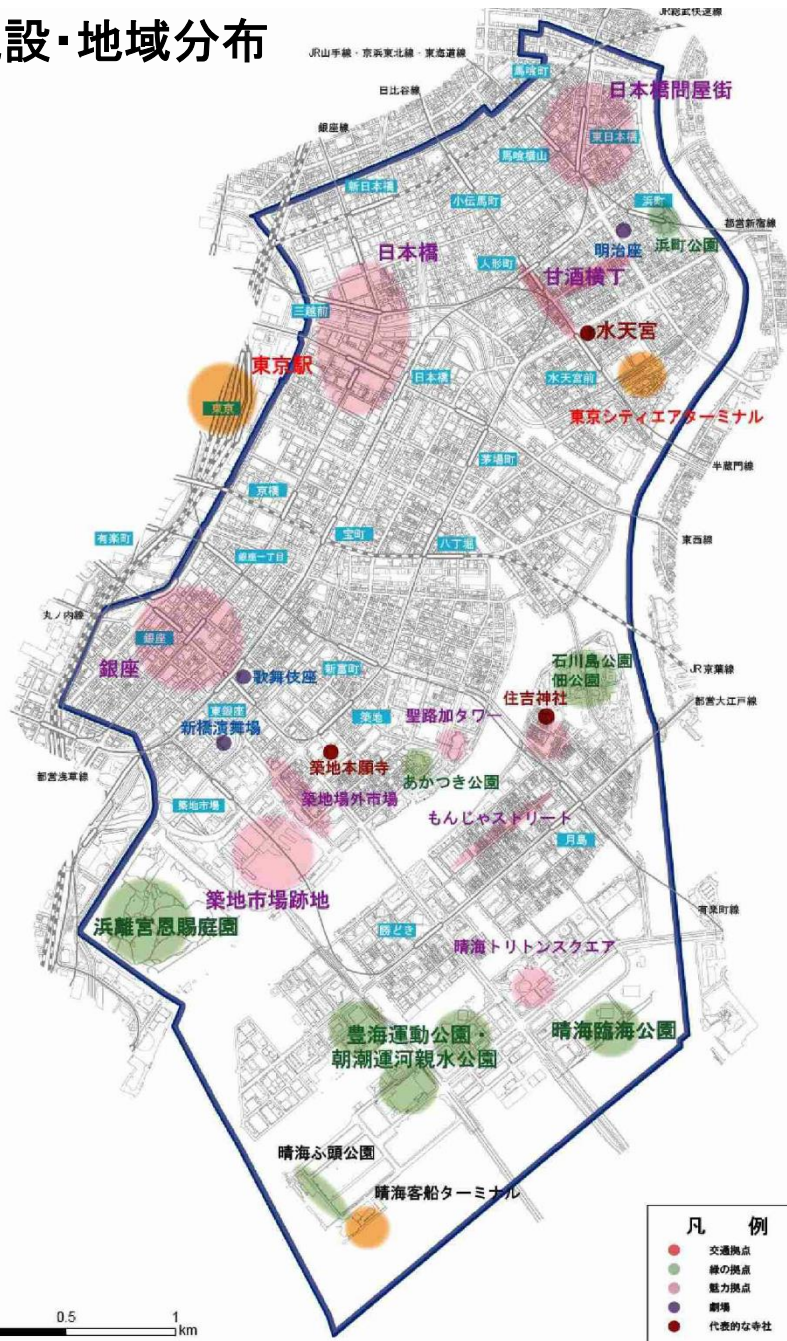 設・地域分布
JR総武快速線
JR山手線・京浜東北線・東海道線
馬喰町
日比谷線
日本橋問屋街
銀座線
東日本橋
馬喰横山
新日本橋
小伝馬町
浜町
都営新宿線
明治座
浜町公園
日本橋
人形町
甘酒横丁
三越前
水天宮
東京駅
日本橋
水天宮前
東京
東京シティエアターミナル
茅場町
半蔵門線
京橋
有楽町
宝町
八丁堀
東西線
銀座一丁目
丸ノ内線
銀座
石川島公園
佃公園
JR京葉線
銀座
歌舞伎座
新富町
都営大江戸線
東銀座
築地
聖路加タワー
住吉神社
新橋演舞場
築地本願寺
都営浅草線
あかつき公園
築地場外市場
築地市場
もんじゃストリート
月島
築地市場跡地
有楽町線
浜離宮恩賜庭園
勝どき
晴海トリトンスクエア
豊海運動公園・
朝潮運河親水公園
晴海臨海公園
晴海ふ頭公園
晴海客船ターミナル
凡 例
交通拠点
緑の拠点
魅力拠点
劇場
代表的な寺社
0.5
1
km